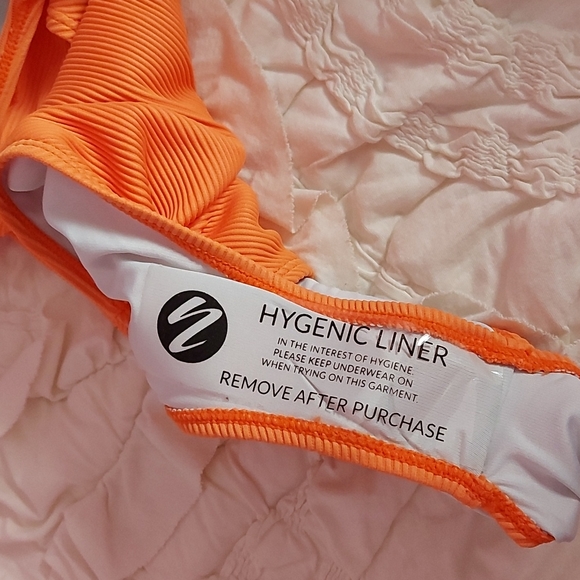 HYGENIC LINER
IN THE INTEREST OF HYGIENE.
PLEASE KEEP UNDERWEAR ON
WHEN TRYING ON THIS GARMENT.
REMOVE AFTER PURCHASE